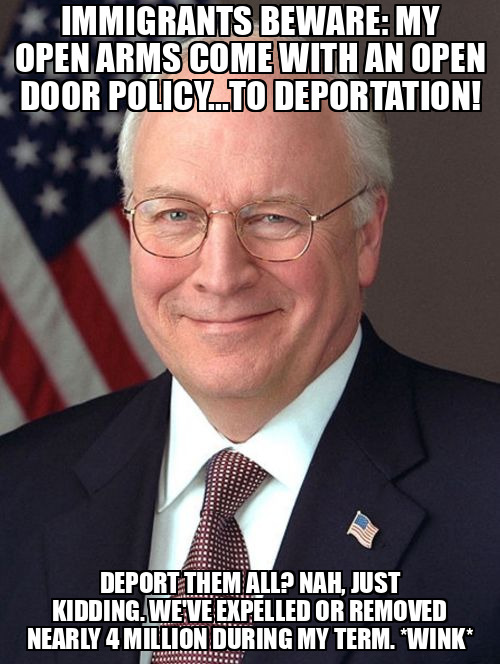 IMMIGRANTS BEWARE: MY
OPEN ARMS COME WITH AN OPEN
DOOR POLICY...TO DEPORTATION!
DEPORT THEM ALL? NAH, JUST
KIDDING. WE'VE EXPELLED OR REMOVED
NEARLY 4 MILLION DURING MY TERM. *WINK*